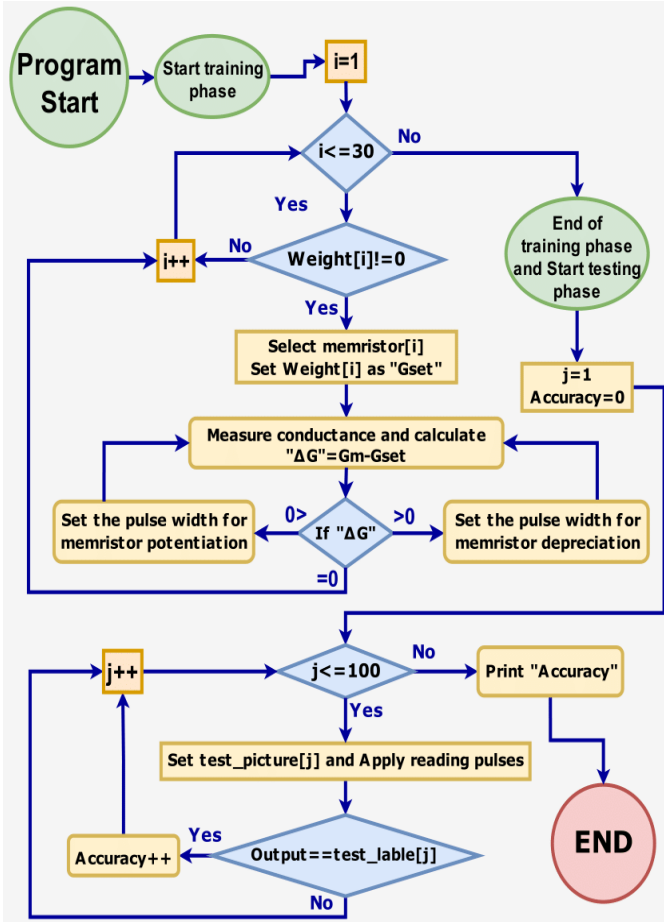 Program
Start
Start training
phase
i=1
i<=30
No
Yes
End of
training phase
and Start testing
phase
i++
No
Weight[i]!=0
Yes
Select memristor[i]
Set Weight[i] as "Gset"
j=1
Accuracy=0
Measure conductance and calculate
"ΔG"=Gm-Gset
Set the pulse width for
memristor potentiation
0>
If "ΔG"
>0
Set the pulse width for
memristor depreciation
=0
j++
j<=100
No
Print "Accuracy"
Yes
Set test_picture[j] and Apply reading pulses
Accuracy++
Yes
Output==test_lable[j]
No
END